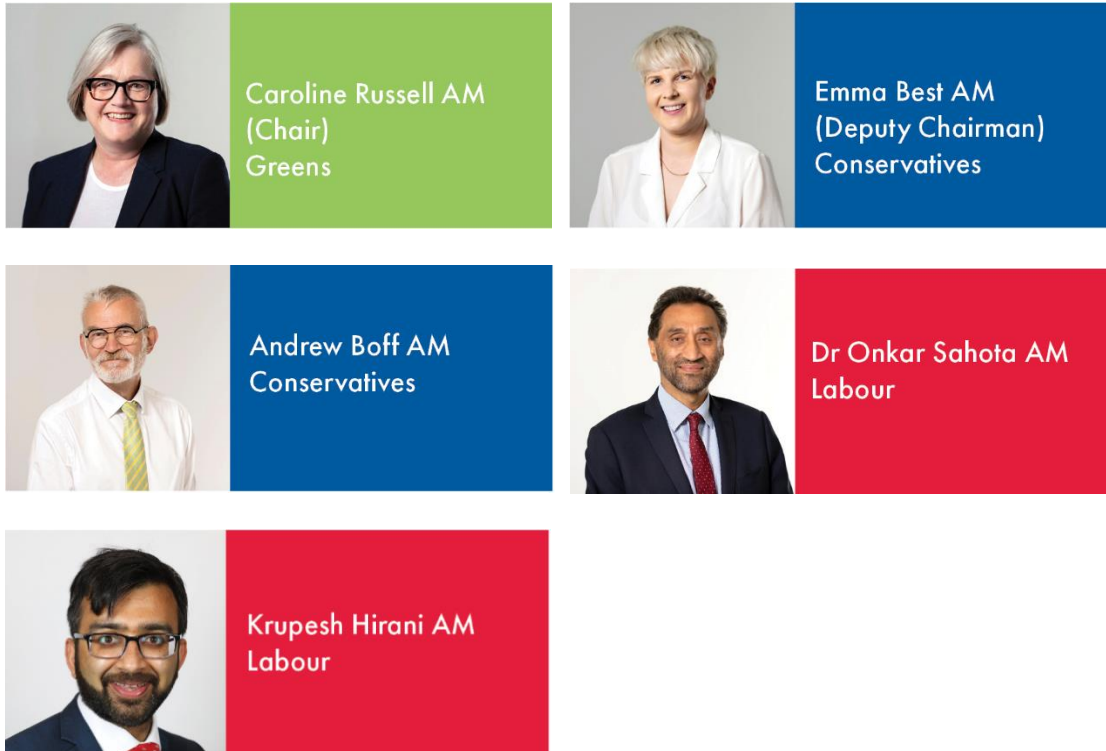 Caroline Russell AM
(Chair)
Greens
Emma Best AM
(Deputy Chairman)
Conservatives
Andrew Boff AM
Conservatives
Dr Onkar Sahota AM
Labour
Krupesh Hirani AM
Labour